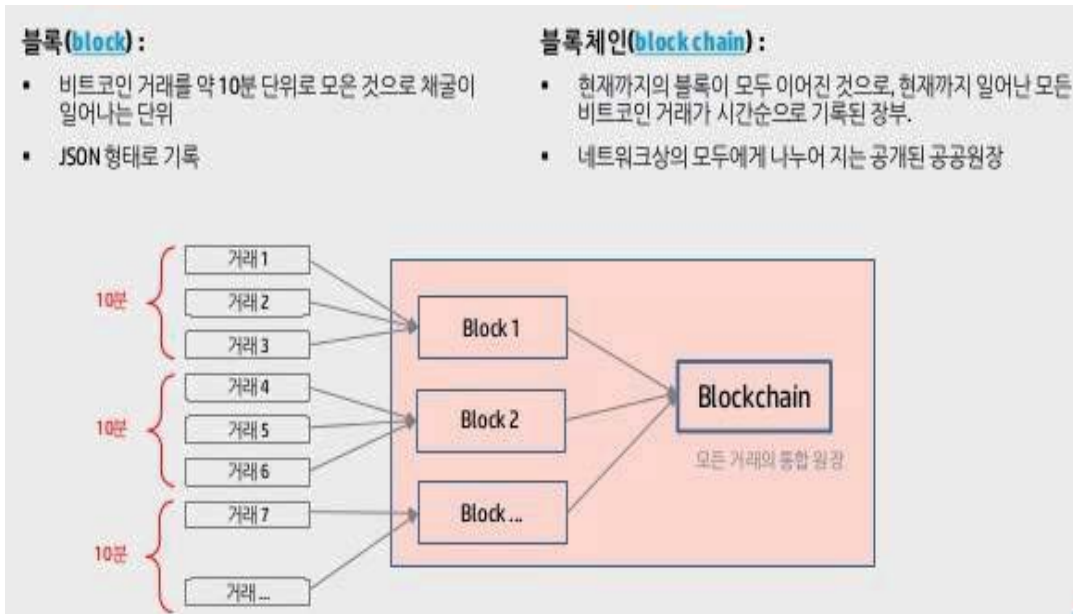 블록(block) :
▪ 비트코인 거래를 약 10분 단위로 모은 것으로 채굴이
일어나는 단위
▪ JSON 형태로 기록
블록체인(block chain) :
▪ 현재까지의 블록이 모두 이어진 것으로, 현재까지 일어난 모든
비트코인 거래가 시간순으로 기록된 장부.
▪ 네트워크상의 모두에게 나누어 지는 공개된 공공원장
10분
거래 1
거래 2
거래 3
10분
거래 4
거래 5
거래 6
10분
거래 7
거래 ...
Block 1
Block 2
Block ...
Blockchain
모든 거래의 통합 원장